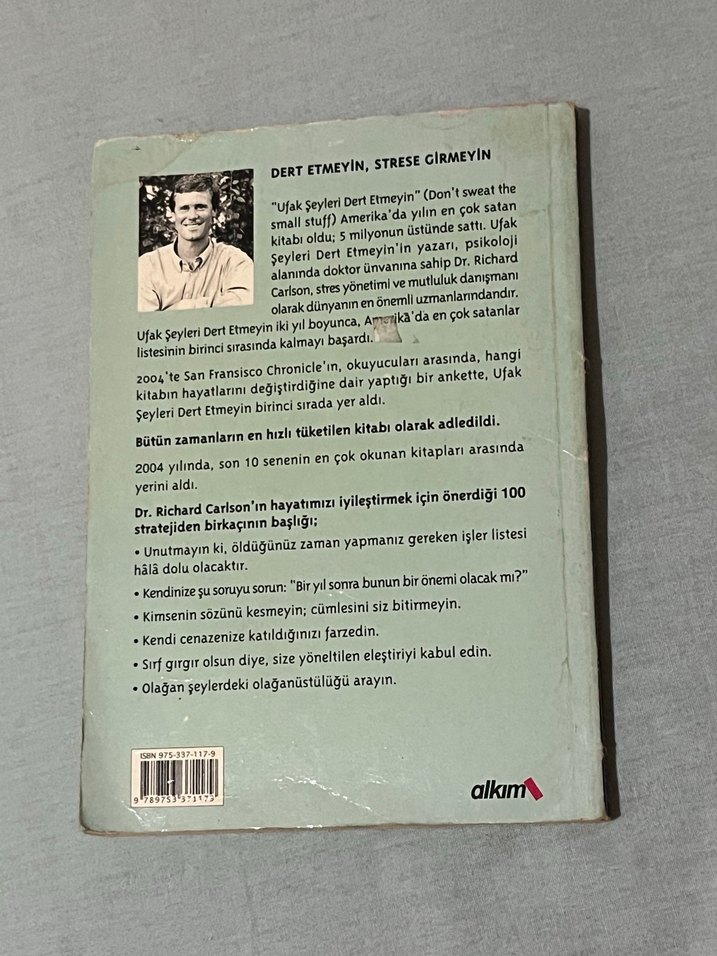 DERT ETMEYİN, STRESE GİRMEYİN
"Ufak Şeyleri Dert Etmeyin" (Don't sweat the
small stuff) Amerika'da yılın en çok satan
kitabı oldu; 5 milyonun üstünde sattı. Ufak
Şeyleri Dert Etmeyin'in yazarı, psikoloji
alanında doktor ünvanına sahip Dr. Richard
Carlson, stres yönetimi ve mutluluk danışmanı
olarak dünyanın en önemli uzmanlarındandır.
Ufak Şeyleri Dert Etmeyin iki yıl boyunca, Amerikā'da en çok satanlar
listesinin birinci sırasında kalmayı başardı.
2004'te San Fransisco Chronicle'ın, okuyucuları arasında, hangi
kitabın hayatlarını değiştirdiğine dair yaptığı bir ankette, Ufak
Şeyleri Dert Etmeyin birinci sırada yer aldı.
Bütün zamanların en hızlı tüketilen kitabı olarak adledildi.
2004 yılında, son 10 senenin en çok okunan kitapları arasında
yerini aldı.
Dr. Richard Carlson'ın hayatımızı iyileştirmek için önerdiği 100
stratejiden birkaçının başlığı;
• Unutmayın ki, öldüğünüz zaman yapmanız gereken işler listesi
hâlâ dolu olacaktır.
• Kendinize şu soruyu sorun: "Bir yıl sonra bunun bir önemi olacak mı?"
• Kimsenin sözünü kesmeyin; cümlesini siz bitirmeyin.
• Kendi cenazenize katıldığınızı farzedin.
• Sırf gırgır olsun diye, size yöneltilen eleştiriyi kabul edin.
• Olağan şeylerdeki olağanüstülüğü arayın.
ISBN 975-337-117-9
9 789753 371173
alkım